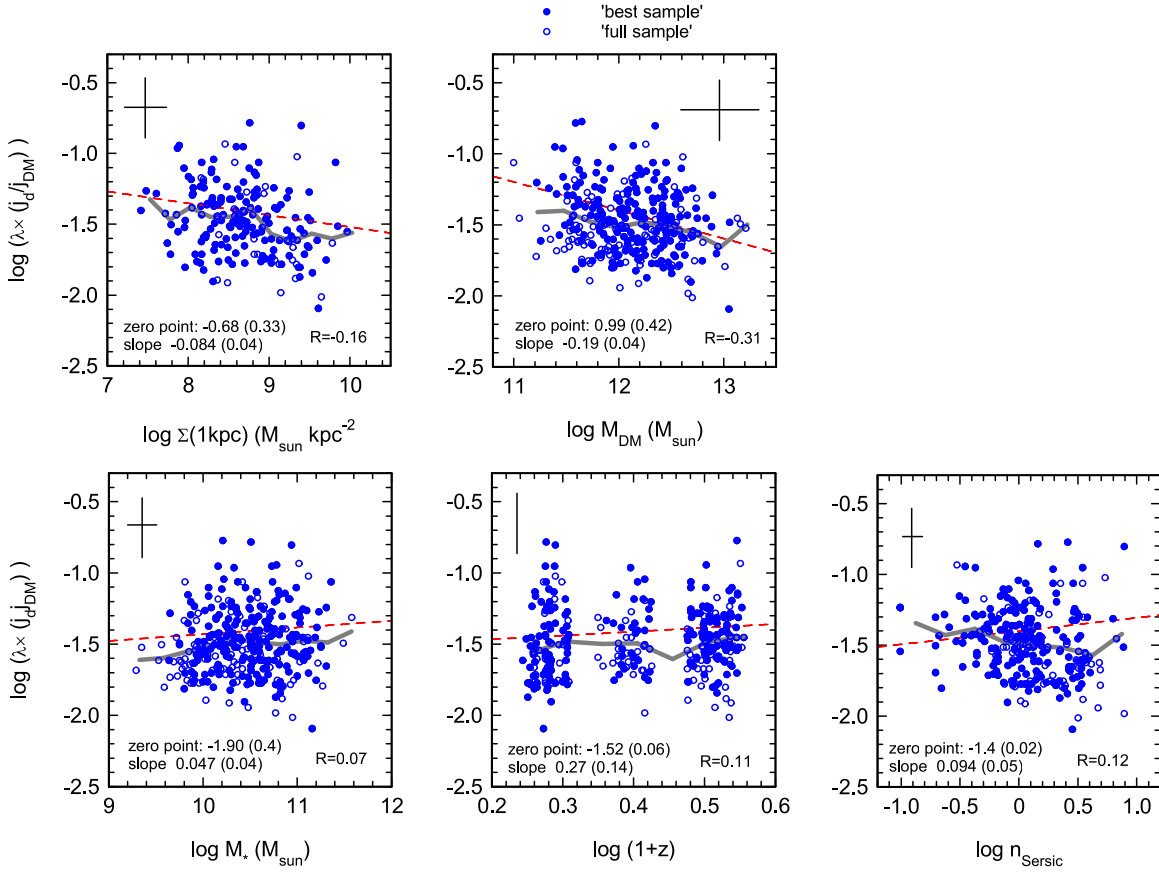 'best sample'
'full sample'
-0.5
-1.0
-1.5
-2.0
-2.5
log (λ× (j_d/j_DM) )
zero point: -0.68 (0.33)
slope -0.084 (0.04)
R=-0.16
7 8 9 10
log Σ(1kpc) (M_sun kpc^-2
-0.5
-1.0
-1.5
-2.0
-2.5
zero point: 0.99 (0.42)
slope -0.19 (0.04)
R=-0.31
11 12 13
log M_DM (M_sun)
-0.5
-1.0
-1.5
-2.0
-2.5
log (λ× (j_d/j_DM) )
zero point: -1.90 (0.4)
slope 0.047 (0.04)
R=0.07
9 10 11 12
log M_* (M_sun)
-0.5
-1.0
-1.5
-2.0
-2.5
zero point: -1.52 (0.06)
slope 0.27 (0.14)
R=0.11
0.2 0.3 0.4 0.5 0.6
log (1+z)
-0.5
-1.0
-1.5
-2.0
-2.5
zero point: -1.4 (0.02)
slope 0.094 (0.05)
R=0.12
-1.0 -0.5 0 0.5 1.0
log n_Sersic